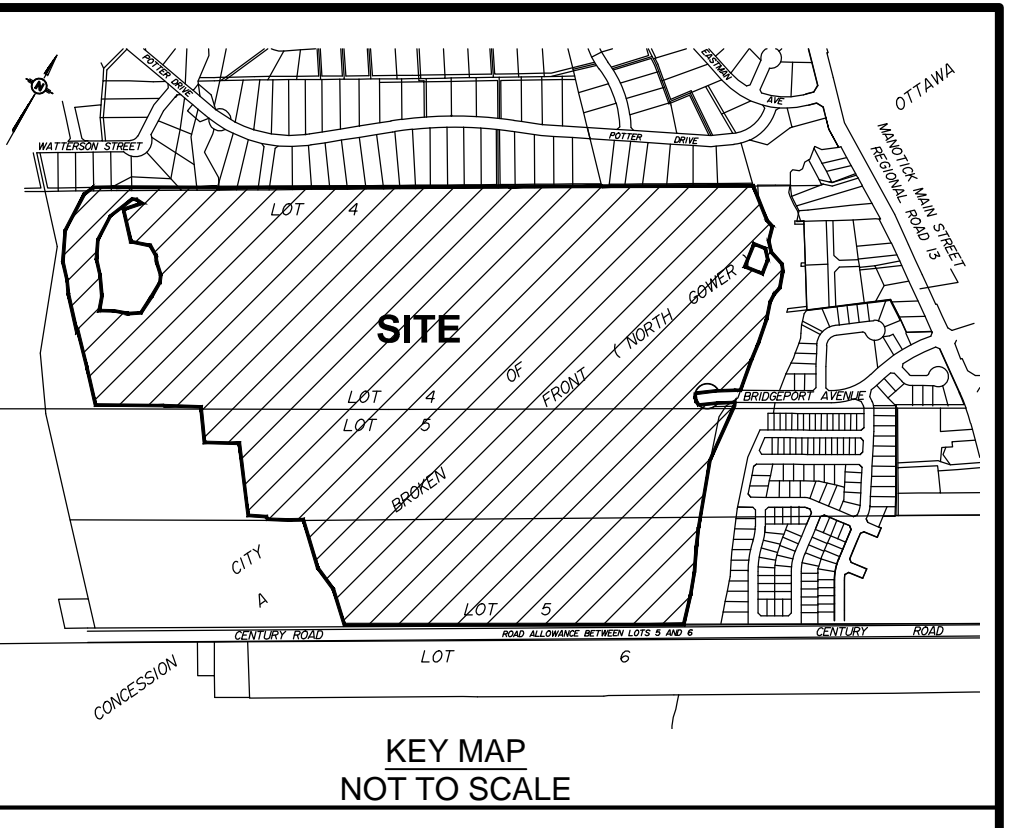 N
POTTER DRIVE
EASTMAN
AVE
OTTAWA
WATTERSON STREET
POTTER DRIVE
MANOTICK MAIN STREET
REGIONAL ROAD 13
LOT 4
SITE
OF
( NORTH GOWER )
FRONT
LOT 4
BRIDGEPORT AVENUE
LOT 5
BROKEN
CITY
A
LOT 5
CENTURY ROAD
ROAD ALLOWANCE BETWEEN LOTS 5 AND 6
CENTURY ROAD
LOT 6
CONCESSION
KEY MAP
NOT TO SCALE